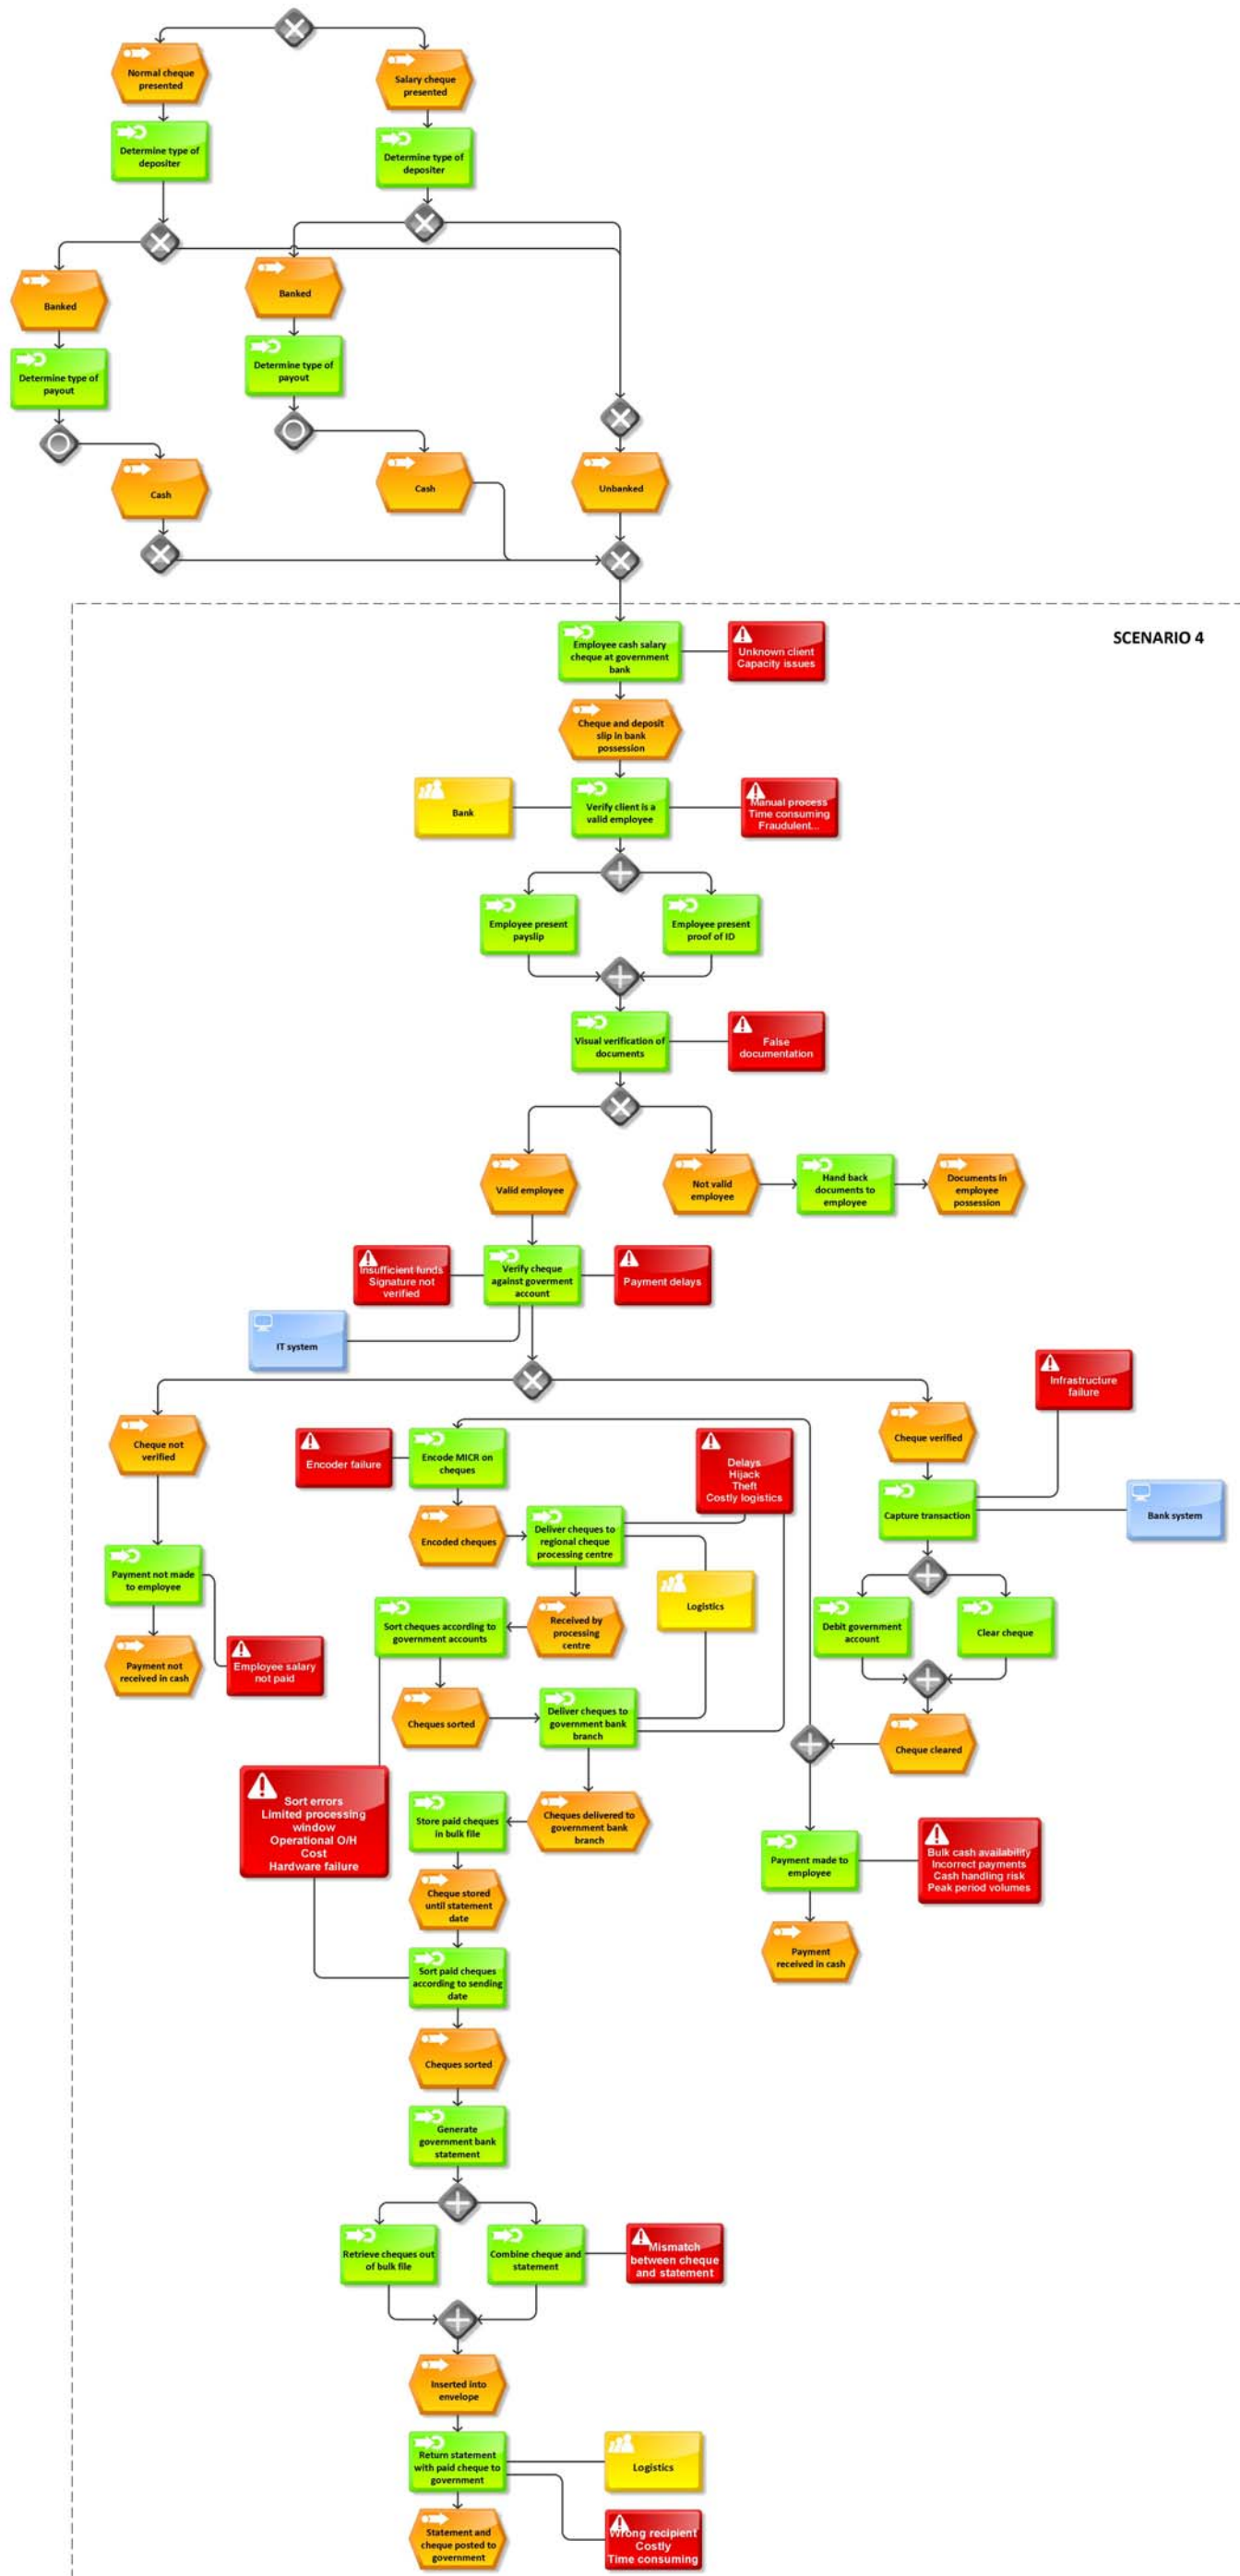 Normal cheque
presented
Salary cheque
presented
Determine type of
depositer
Determine type of
depositer
Banked
Banked
Determine type of
payout
Determine type of
payout
Cash
Cash
Unbanked
SCENARIO 4
Employee cash salary
cheque at government
bank
Unknown client
Capacity issues
Cheque and deposit
slip in bank
possession
Bank
Verify client is a
valid employee
Manual process
Time consuming
Fraudulent...
Employee present
payslip
Employee present
proof of ID
Visual verification of
documents
False
documentation
Valid employee
Not valid
employee
Hand back
documents to
employee
Documents in
employee
possession
Insufficient funds
Signature not
verified
Verify cheque
against goverment
account
Payment delays
IT system
Infrastructure
failure
Cheque not
verified
Encoder failure
Encode MICR on
cheques
Delays
Hijack
Theft
Costly logistics
Cheque verified
Capture transaction
Bank system
Encoded cheques
Deliver cheques to
regional cheque
processing centre
Payment not made
to employee
Logistics
Debit government
account
Clear cheque
Sort cheques according to
government accounts
Received by
processing
centre
Payment not
received in cash
Employee salary
not paid
Cheques sorted
Deliver cheques to
government bank
branch
Cheque cleared
Sort errors
Limited processing
window
Operational O/H
Cost
Hardware failure
Store paid cheques
in bulk file
Cheques delivered to
government bank
branch
Payment made to
employee
Bulk cash availability
Incorrect payments
Cash handling risk
Peak period volumes
Cheque stored
until statement
date
Payment
received in cash
Sort paid cheques
according to sending
date
Cheques sorted
Generate
government bank
statement
Retrieve cheques out
of bulk file
Combine cheque and
statement
Mismatch
between cheque
and statement
Inserted into
envelope
Return statement
with paid cheque to
government
Logistics
Statement and
cheque posted to
government
Wrong recipient
Costly
Time consuming